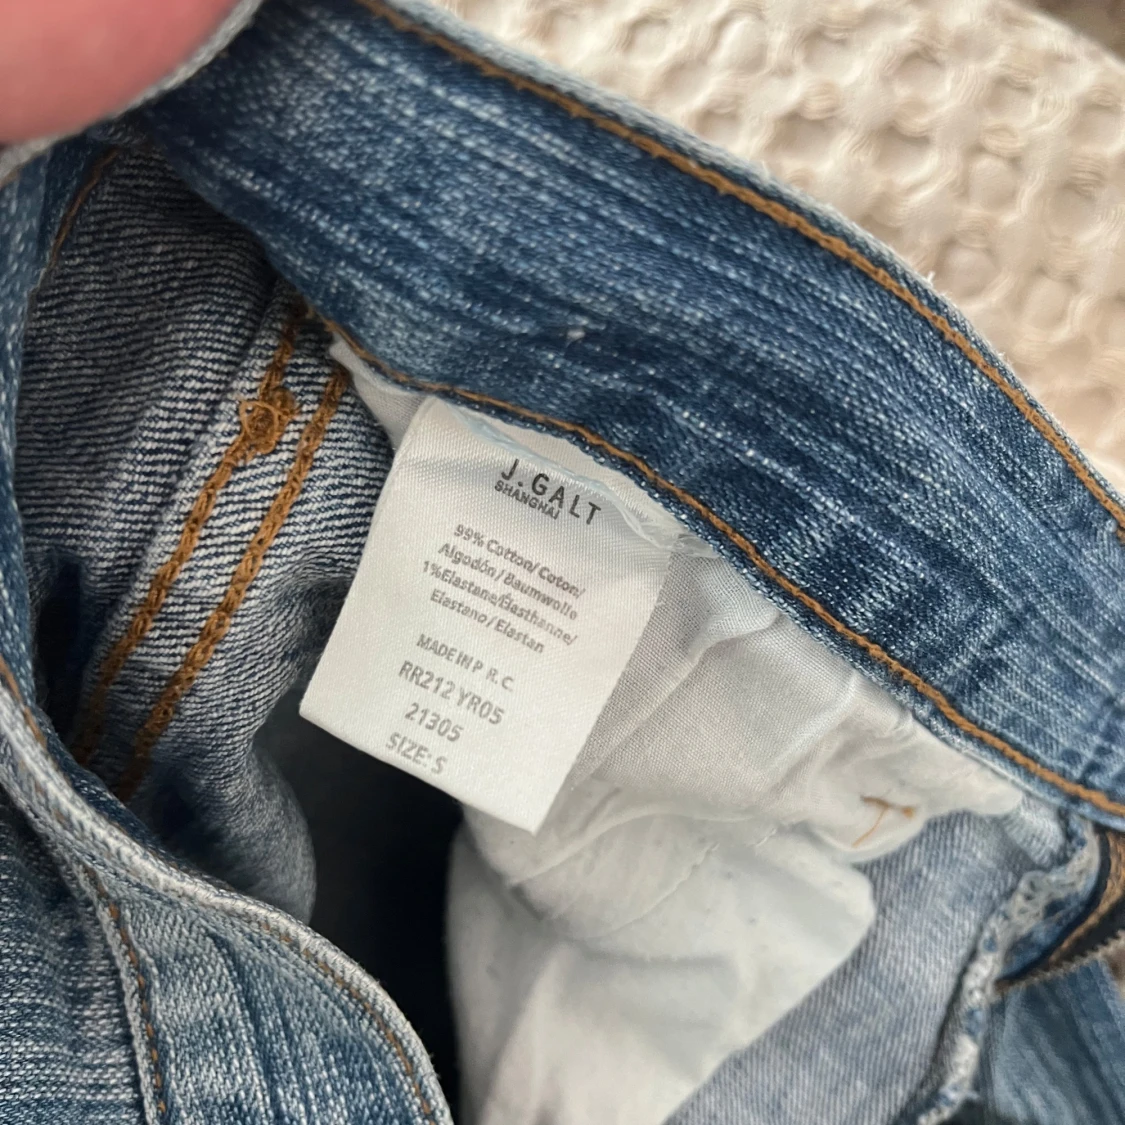 J.GALT
SHANGHAI
99% Cotton/Coton/
Algodón/Baumwolle
1%Elastane/Élasthanne/
Elastano/Elastan
MADE IN P. R. C.
RR212 YR05
21305
SIZE: S